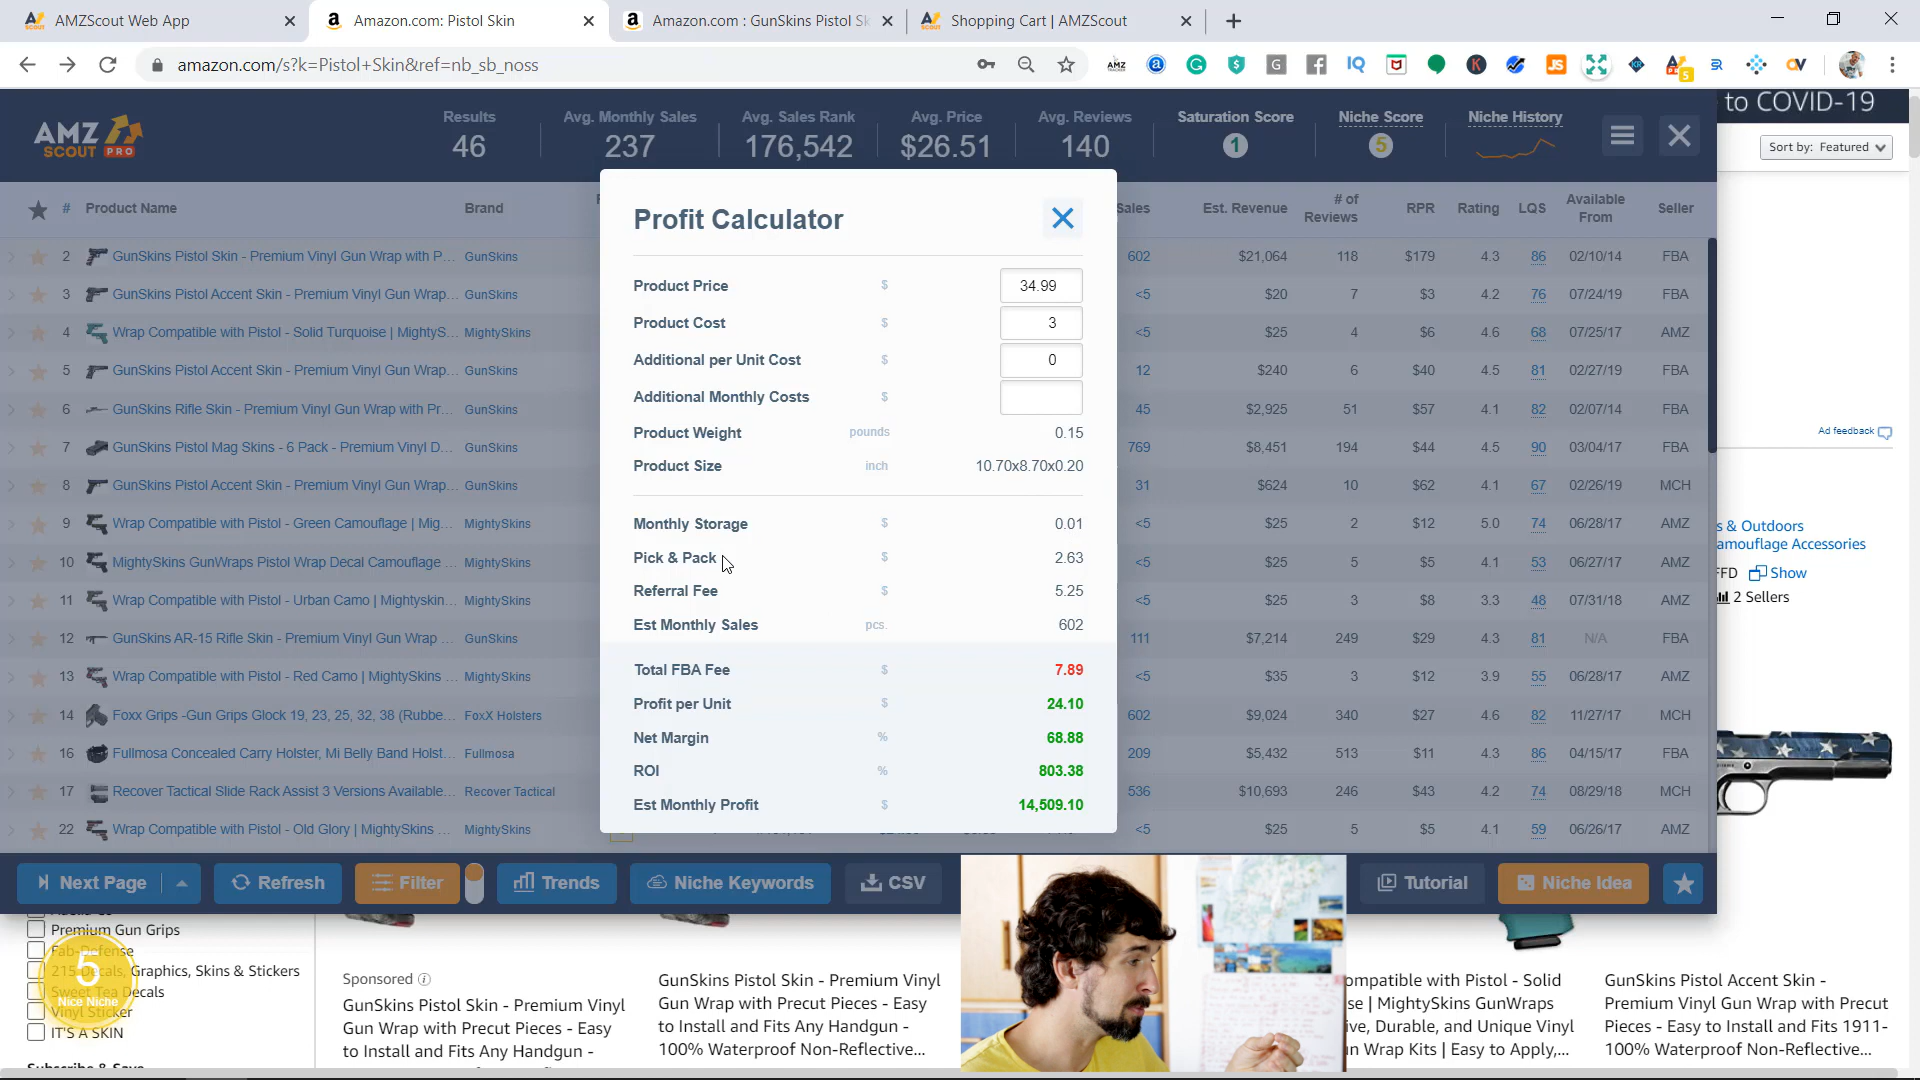 AMZScout Web App
Amazon.com: Pistol Skin
Amazon.com : GunSkins Pistol Sk
Shopping Cart | AMZScout
amazon.com/s?k=Pistol+Skin&ref=nb_sb_noss
to COVID-19
AMZ
SCOUT PRO
Results
46
Avg. Monthly Sales
237
Avg. Sales Rank
176,542
Avg. Price
$26.51
Avg. Reviews
140
Saturation Score
1
Niche Score
5
Niche History
Sort by: Featured
# Product Name Brand Sales Est. Revenue # of Reviews RPR Rating LQS Available From Seller
2 GunSkins Pistol Skin - Premium Vinyl Gun Wrap with P... GunSkins 602 $21,064 118 $179 4.3 86 02/10/14 FBA
3 GunSkins Pistol Accent Skin - Premium Vinyl Gun Wrap... GunSkins <5 $20 7 $3 4.2 76 07/24/19 FBA
4 Wrap Compatible with Pistol - Solid Turquoise | MightyS... MightySkins <5 $25 4 $6 4.6 68 07/25/17 AMZ
5 GunSkins Pistol Accent Skin - Premium Vinyl Gun Wrap... GunSkins 12 $240 6 $40 4.5 81 02/27/19 FBA
6 GunSkins Rifle Skin - Premium Vinyl Gun Wrap with Pr... GunSkins 45 $2,925 51 $57 4.1 82 02/07/14 FBA
7 GunSkins Pistol Mag Skins - 6 Pack - Premium Vinyl D... GunSkins 769 $8,451 194 $44 4.5 90 03/04/17 FBA
8 GunSkins Pistol Accent Skin - Premium Vinyl Gun Wrap... GunSkins 31 $624 10 $62 4.1 67 02/26/19 MCH
9 Wrap Compatible with Pistol - Green Camouflage | Mig... MightySkins <5 $25 2 $12 5.0 74 06/28/17 AMZ
10 MightySkins GunWraps Pistol Wrap Decal Camouflage ... MightySkins <5 $25 5 $5 4.1 53 06/27/17 AMZ
11 Wrap Compatible with Pistol - Urban Camo | Mightyskin... MightySkins <5 $25 3 $8 3.3 48 07/31/18 AMZ
12 GunSkins AR-15 Rifle Skin - Premium Vinyl Gun Wrap ... GunSkins 111 $7,214 249 $29 4.3 81 N/A FBA
13 Wrap Compatible with Pistol - Red Camo | MightySkins ... MightySkins <5 $35 3 $12 3.9 55 06/28/17 AMZ
14 Foxx Grips -Gun Grips Glock 19, 23, 25, 32, 38 (Rubbe... FoxX Holsters 602 $9,024 340 $27 4.6 82 11/27/17 MCH
16 Fullmosa Concealed Carry Holster, Mi Belly Band Holst... Fullmosa 209 $5,432 513 $11 4.3 86 04/15/17 FBA
17 Recover Tactical Slide Rack Assist 3 Versions Available... Recover Tactical 536 $10,693 246 $43 4.2 74 08/29/18 MCH
22 Wrap Compatible with Pistol - Old Glory | MightySkins ... MightySkins <5 $25 5 $5 4.1 59 06/26/17 AMZ
Profit Calculator
Product Price $ 34.99
Product Cost $ 3
Additional per Unit Cost $ 0
Additional Monthly Costs $
Product Weight pounds 0.15
Product Size inch 10.70x8.70x0.20
Monthly Storage $ 0.01
Pick & Pack $ 2.63
Referral Fee $ 5.25
Est Monthly Sales pcs. 602
Total FBA Fee $ 7.89
Profit per Unit $ 24.10
Net Margin % 68.88
ROI % 803.38
Est Monthly Profit $ 14,509.10
Ad feedback
s & Outdoors
amouflage Accessories
FFD Show
2 Sellers
Next Page
Refresh
Filter
Trends
Niche Keywords
CSV
Tutorial
Niche Idea
Premium Gun Grips
Fab-Defense
215 Decals, Graphics, Skins & Stickers
Sweet Tea Decals
Vinyl Sticker
IT'S A SKIN
Subscribe & Save
5
Nice Niche
Sponsored
GunSkins Pistol Skin - Premium Vinyl
Gun Wrap with Precut Pieces - Easy
to Install and Fits Any Handgun -
GunSkins Pistol Skin - Premium Vinyl
Gun Wrap with Precut Pieces - Easy
to Install and Fits Any Handgun -
100% Waterproof Non-Reflective...
ompatible with Pistol - Solid
se | MightySkins GunWraps
ive, Durable, and Unique Vinyl
n Wrap Kits | Easy to Apply,...
GunSkins Pistol Accent Skin -
Premium Vinyl Gun Wrap with Precut
Pieces - Easy to Install and Fits 1911-
100% Waterproof Non-Reflective...